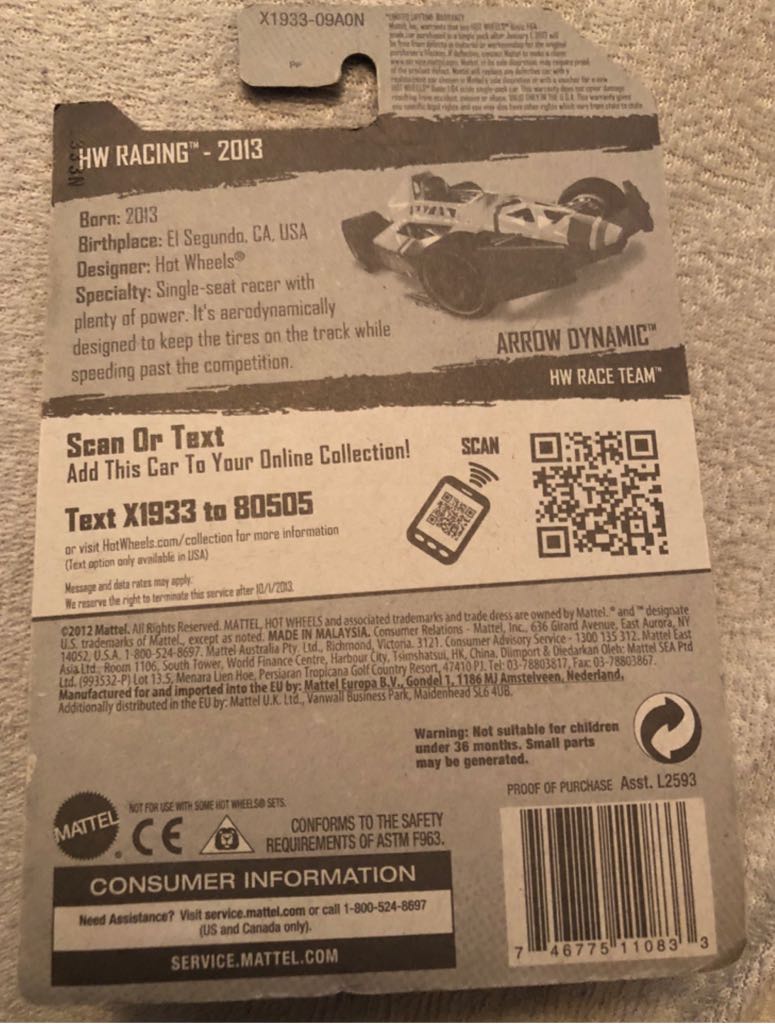 X1933-09A0N
PP
*LIMITED LIFETIME WARRANTY
HW RACING™ - 2013
Born: 2013
Birthplace: El Segundo, CA, USA
Designer: Hot Wheels®
Specialty: Single-seat racer with
plenty of power. It's aerodynamically
designed to keep the tires on the track while
speeding past the competition.
ARROW DYNAMIC™
HW RACE TEAM™
Scan Or Text
Add This Car To Your Online Collection!
Text X1933 to 80505
or visit HotWheels.com/collection for more information
(Text option only available in USA)
Message and data rates may apply.
We reserve the right to terminate this service after 10/1/2013.
SCAN
©2012 Mattel. All Rights Reserved. MATTEL, HOT WHEELS and associated trademarks and trade dress are owned by Mattel. ® and ™ designate
U.S. trademarks of Mattel, except as noted. MADE IN MALAYSIA. Consumer Relations - Mattel, Inc., 636 Girard Avenue, East Aurora, NY
14052, U.S.A. 1-800-524-8697. Mattel Australia Pty. Ltd., Richmond, Victoria. 3121. Consumer Advisory Service - 1300 135 312. Mattel East
Asia Ltd., Room 1106, South Tower, World Finance Centre, Harbour City, Tsimshatsui, HK, China. Diimport & Diedarkan Oleh: Mattel SEA Ptd
Ltd. (993532-P) Lot 13.5, Menara Lien Hoe, Persiaran Tropicana Golf Country Resort, 47410 PJ. Tel: 03-78803817, Fax: 03-78803867.
Manufactured for and imported into the EU by: Mattel Europa B.V., Gondel 1, 1186 MJ Amstelveen, Nederland.
Additionally distributed in the EU by: Mattel U.K. Ltd., Vanwall Business Park, Maidenhead SL6 4UB.
Warning: Not suitable for children
under 36 months. Small parts
may be generated.
PROOF OF PURCHASE Asst. L2593
NOT FOR USE WITH SOME HOT WHEELS® SETS.
MATTEL
CE
CONFORMS TO THE SAFETY
REQUIREMENTS OF ASTM F963.
CONSUMER INFORMATION
Need Assistance? Visit service.mattel.com or call 1-800-524-8697
(US and Canada only).
SERVICE.MATTEL.COM
7 46775 11083 3